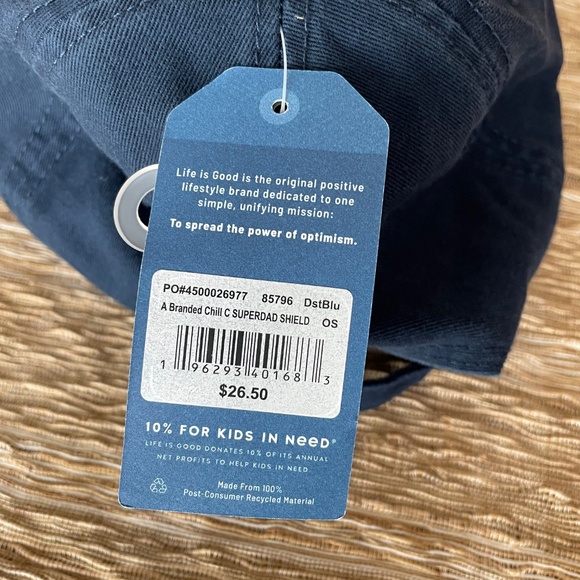 Life is Good is the original positive
lifestyle brand dedicated to one
simple, unifying mission:
To spread the power of optimism.
PO#4500026977 85796 DstBlu
A Branded Chill C SUPERDAD SHIELD OS
1 96293 40168 3
$26.50
10% FOR KIDS IN NEED®
LIFE IS GOOD DONATES 10% OF ITS ANNUAL
NET PROFITS TO HELP KIDS IN NEED
Made From 100%
Post-Consumer Recycled Material